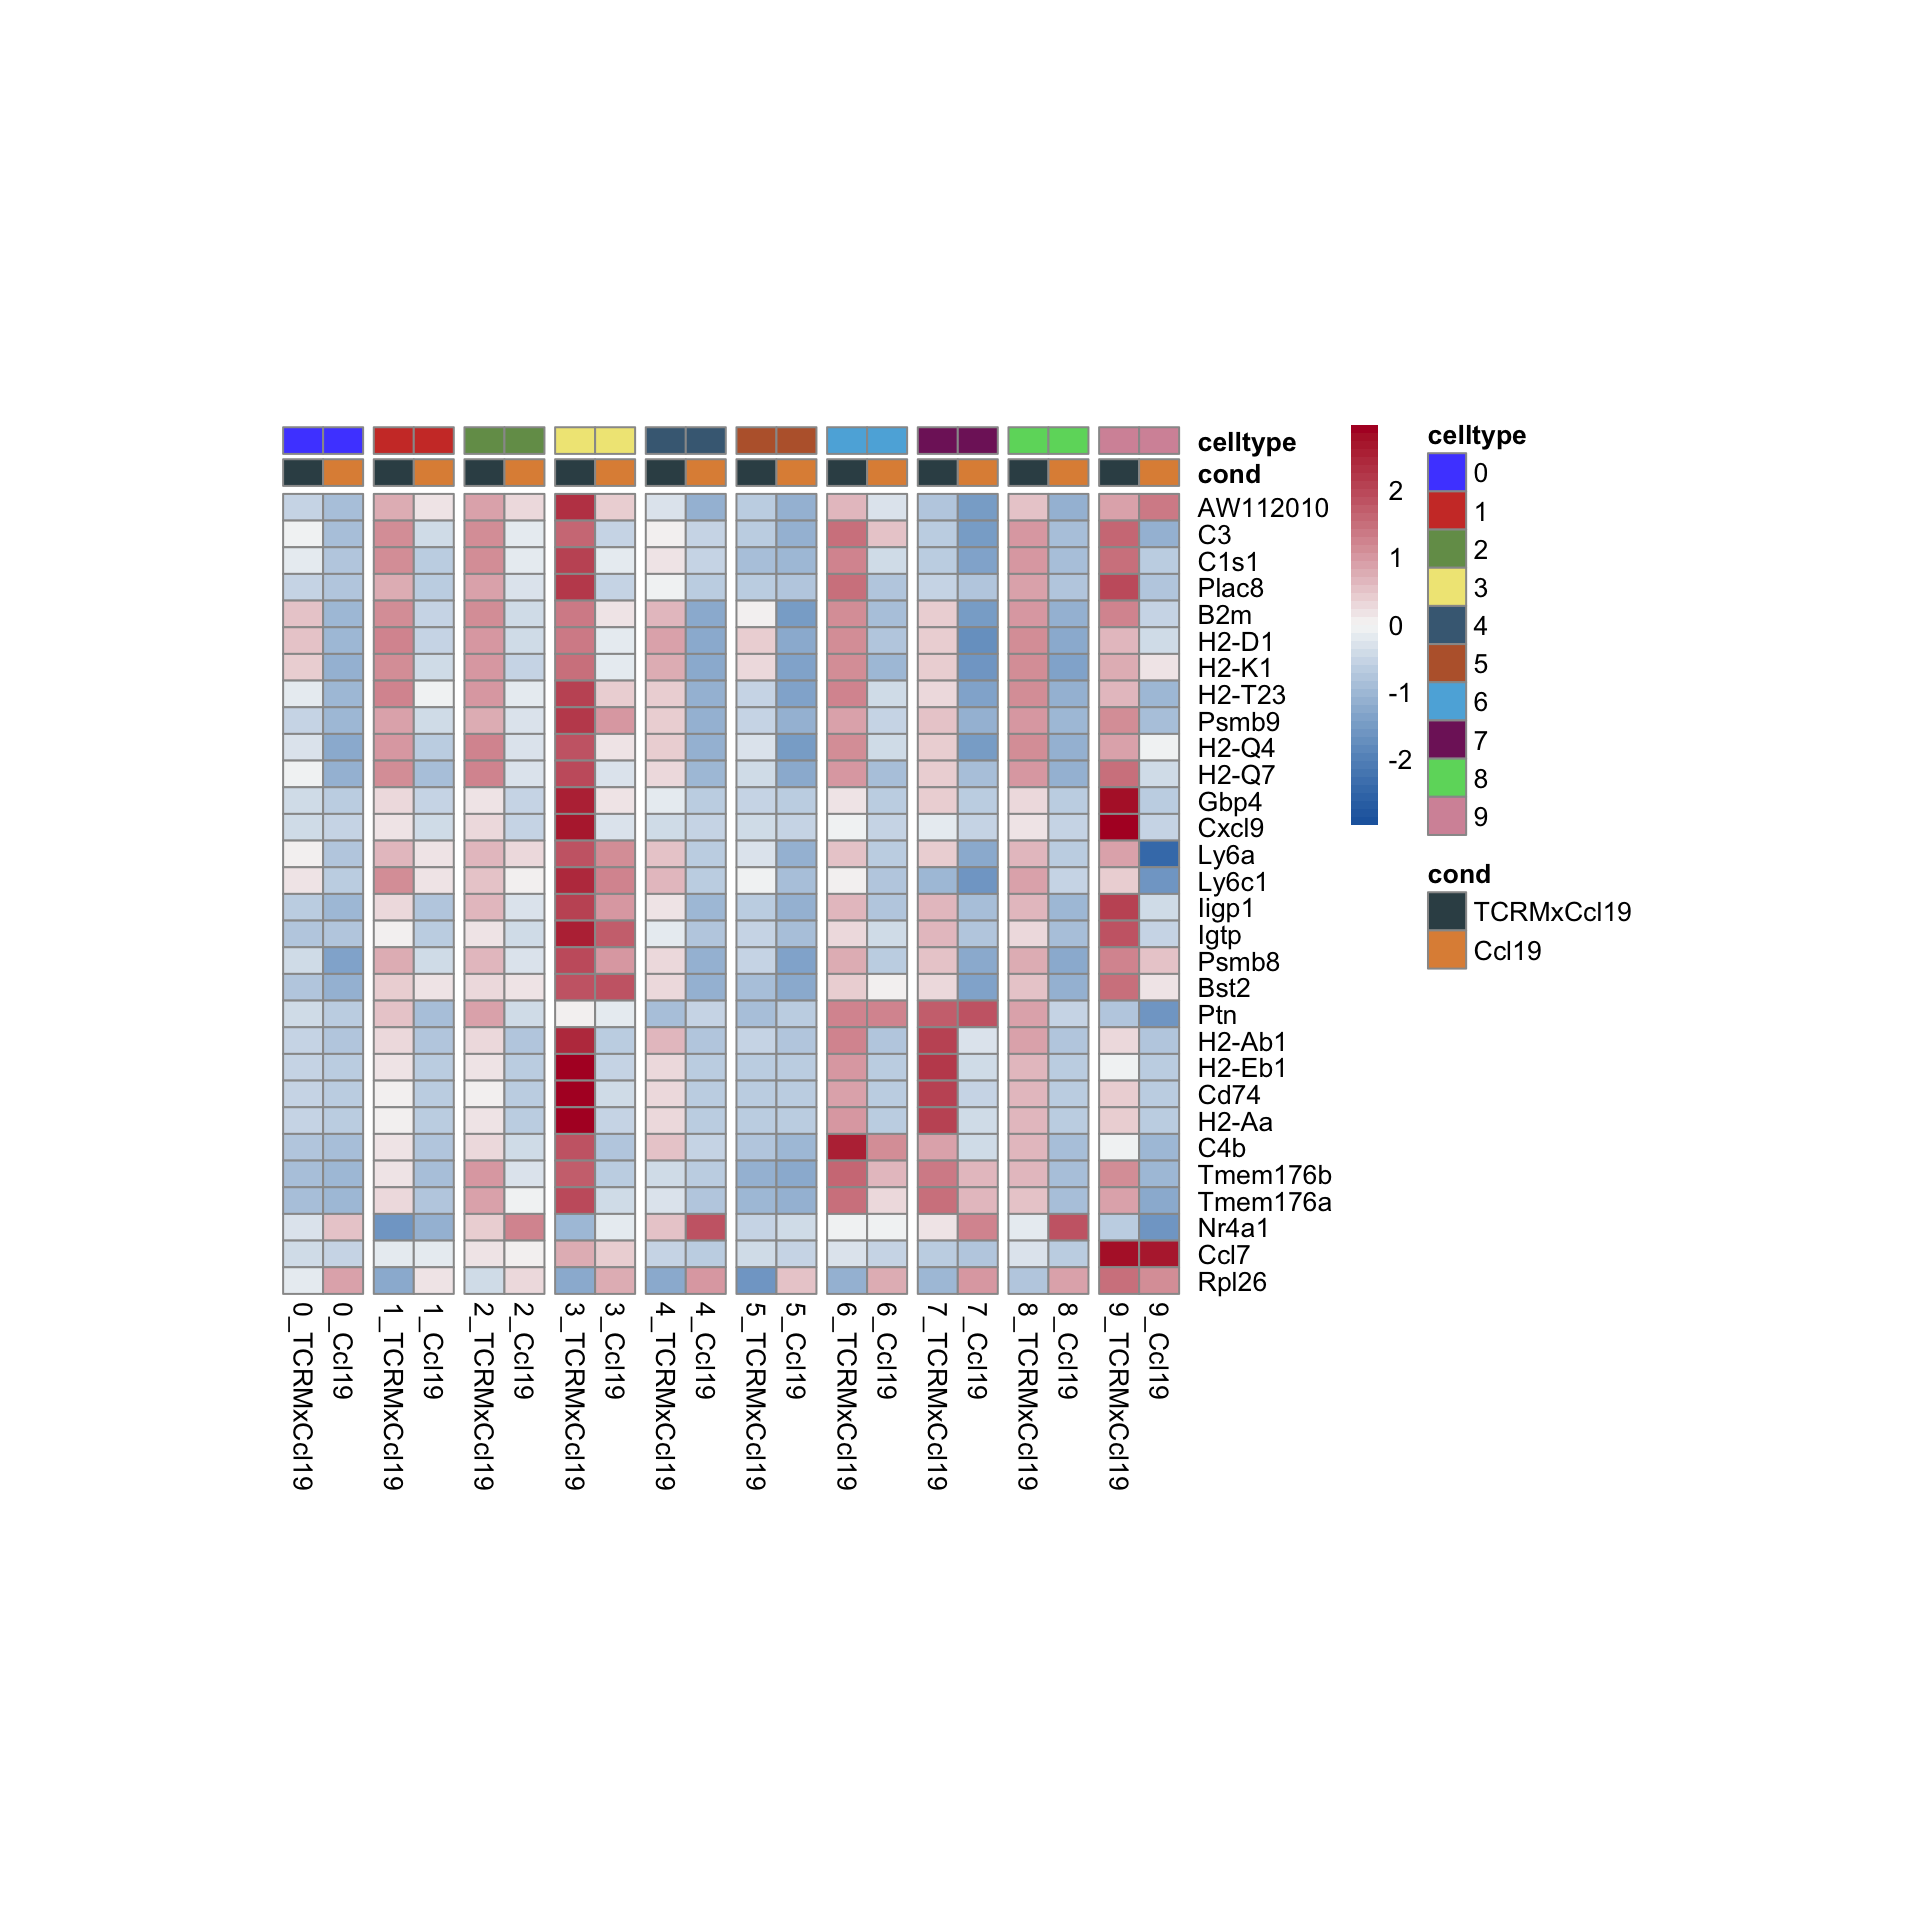 celltype
cond
AW112010
C3
C1s1
Plac8
B2m
H2-D1
H2-K1
H2-T23
Psmb9
H2-Q4
H2-Q7
Gbp4
Cxcl9
Ly6a
Ly6c1
Iigp1
Igtp
Psmb8
Bst2
Ptn
H2-Ab1
H2-Eb1
Cd74
H2-Aa
C4b
Tmem176b
Tmem176a
Nr4a1
Ccl7
Rpl26
0_TCRMxCcl19
0_Ccl19
1_TCRMxCcl19
1_Ccl19
2_TCRMxCcl19
2_Ccl19
3_TCRMxCcl19
3_Ccl19
4_TCRMxCcl19
4_Ccl19
5_TCRMxCcl19
5_Ccl19
6_TCRMxCcl19
6_Ccl19
7_TCRMxCcl19
7_Ccl19
8_TCRMxCcl19
8_Ccl19
9_TCRMxCcl19
9_Ccl19
2
1
0
-1
-2
celltype
0
1
2
3
4
5
6
7
8
9
cond
TCRMxCcl19
Ccl19